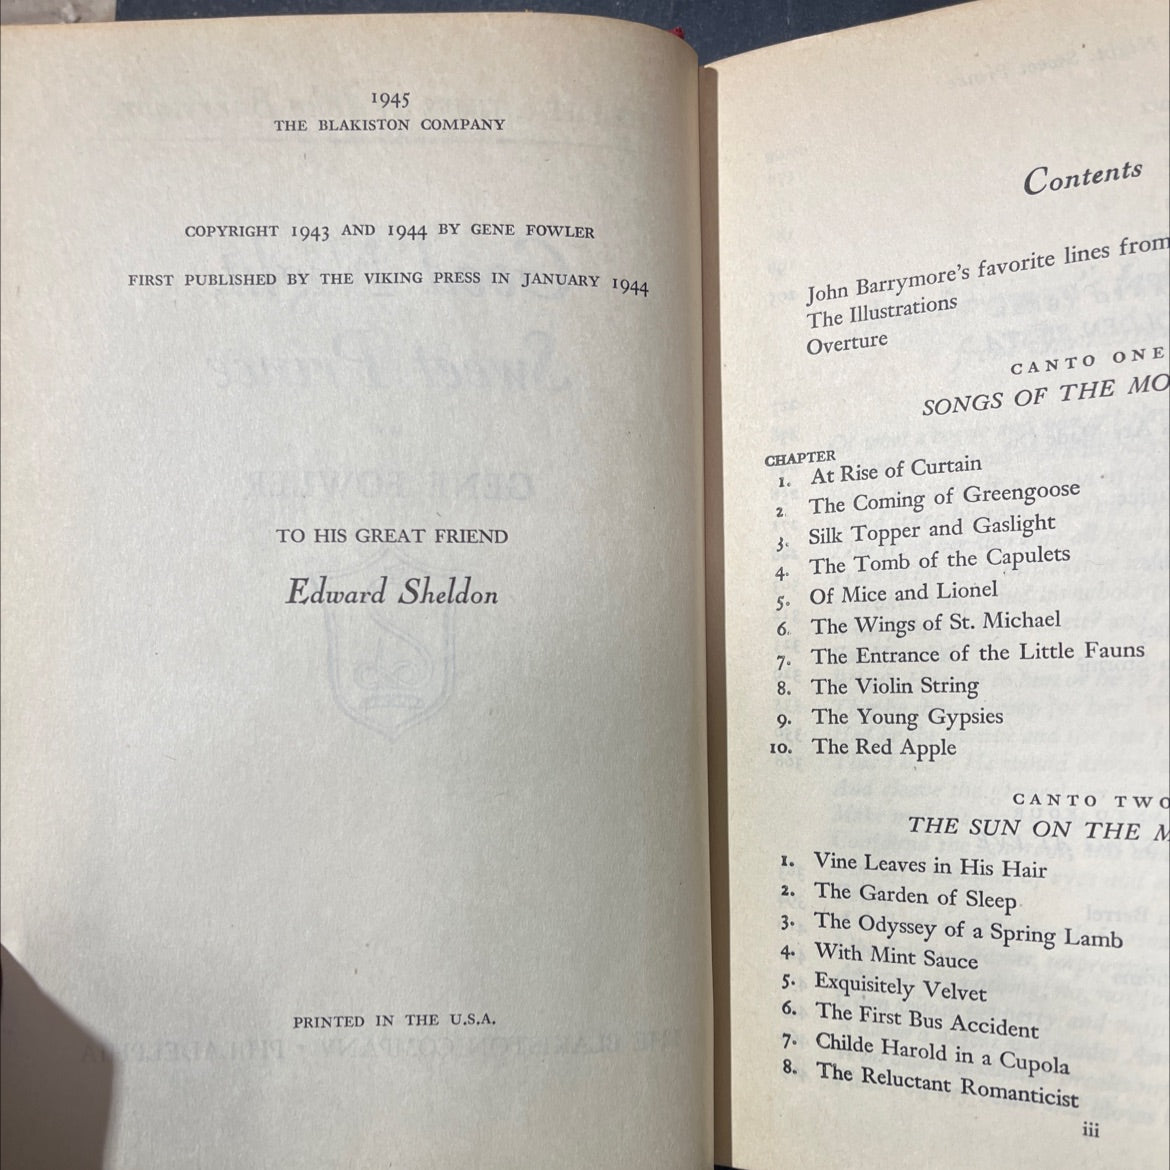 1945
THE BLAKISTON COMPANY
COPYRIGHT 1943 AND 1944 BY GENE FOWLER
FIRST PUBLISHED BY THE VIKING PRESS IN JANUARY 1944
TO HIS GREAT FRIEND
Edward Sheldon
PRINTED IN THE U.S.A.
Contents
John Barrymore's favorite lines from
The Illustrations
Overture
CANTO ONE
SONGS OF THE MO
CHAPTER
1. At Rise of Curtain
2. The Coming of Greengoose
3. Silk Topper and Gaslight
4. The Tomb of the Capulets
5. Of Mice and Lionel
6. The Wings of St. Michael
7. The Entrance of the Little Fauns
8. The Violin String
9. The Young Gypsies
10. The Red Apple
CANTO TWO
THE SUN ON THE M
1. Vine Leaves in His Hair
2. The Garden of Sleep
3. The Odyssey of a Spring Lamb
4. With Mint Sauce
5. Exquisitely Velvet
6. The First Bus Accident
7. Childe Harold in a Cupola
8. The Reluctant Romanticist
iii